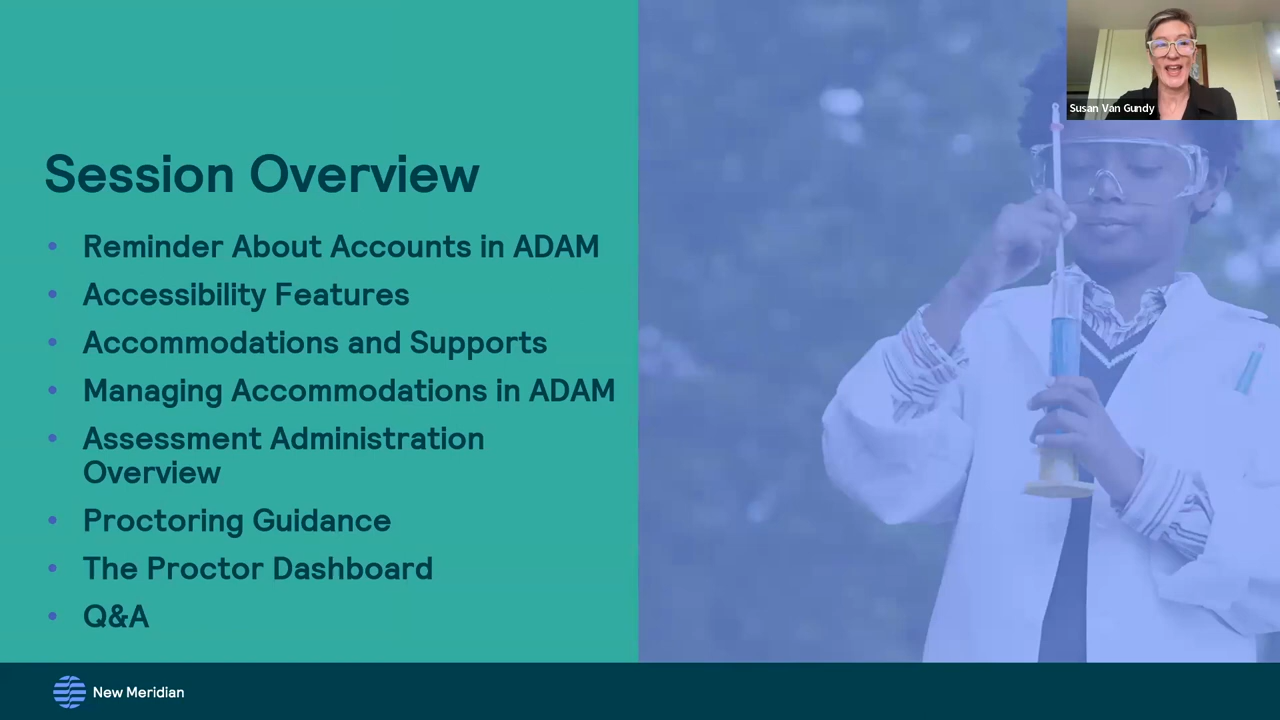 Susan Van Gundy
Session Overview
• Reminder About Accounts in ADAM
• Accessibility Features
• Accommodations and Supports
• Managing Accommodations in ADAM
• Assessment Administration
Overview
• Proctoring Guidance
• The Proctor Dashboard
• Q&A
New Meridian